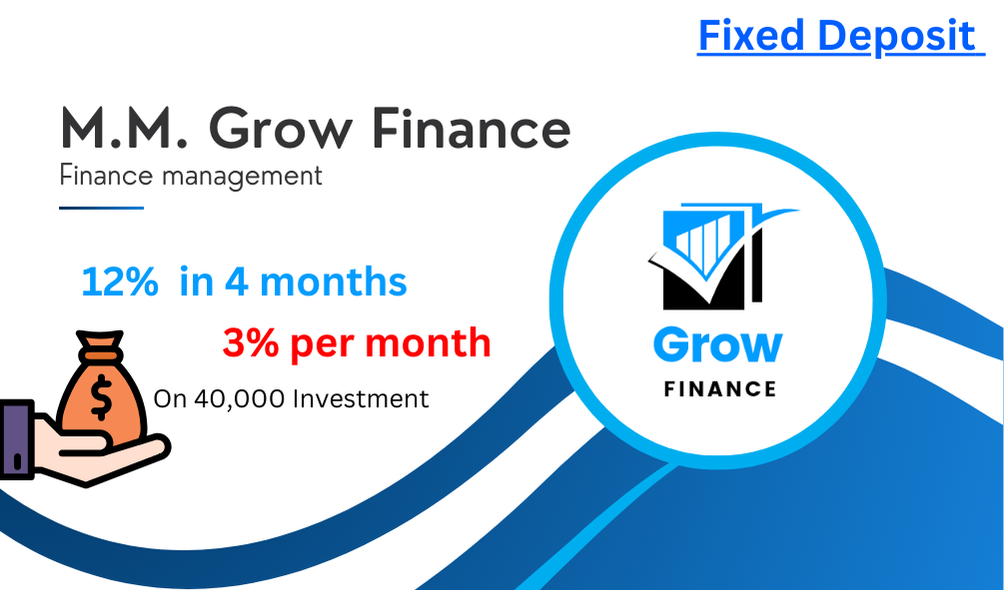 Fixed Deposit
M.M. Grow Finance
Finance management
12% in 4 months
3% per month
$
On 40,000 Investment
Grow
FINANCE